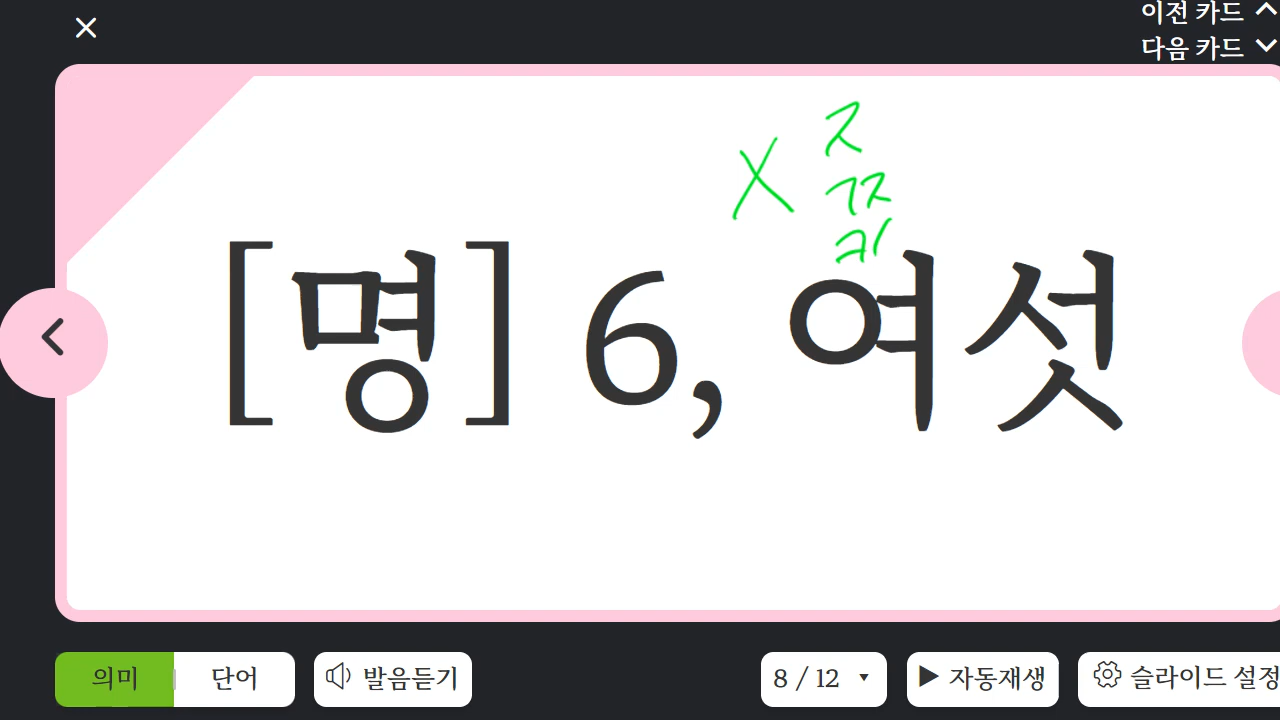 이전 카드
다음 카드
[명] 6, 여섯
의미 단어 발음듣기 8 / 12 자동재생 슬라이드 설정